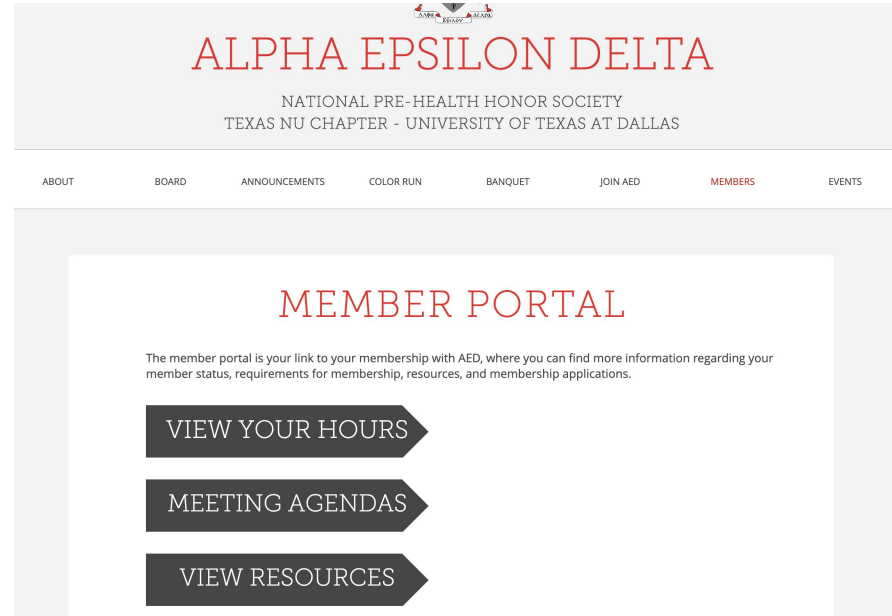 ALPHA EPSILON DELTA
NATIONAL PRE-HEALTH HONOR SOCIETY
TEXAS NU CHAPTER - UNIVERSITY OF TEXAS AT DALLAS
ABOUT BOARD ANNOUNCEMENTS COLOR RUN BANQUET JOIN AED MEMBERS EVENTS
MEMBER PORTAL
The member portal is your link to your membership with AED, where you can find more information regarding your
member status, requirements for membership, resources, and membership applications.
VIEW YOUR HOURS
MEETING AGENDAS
VIEW RESOURCES